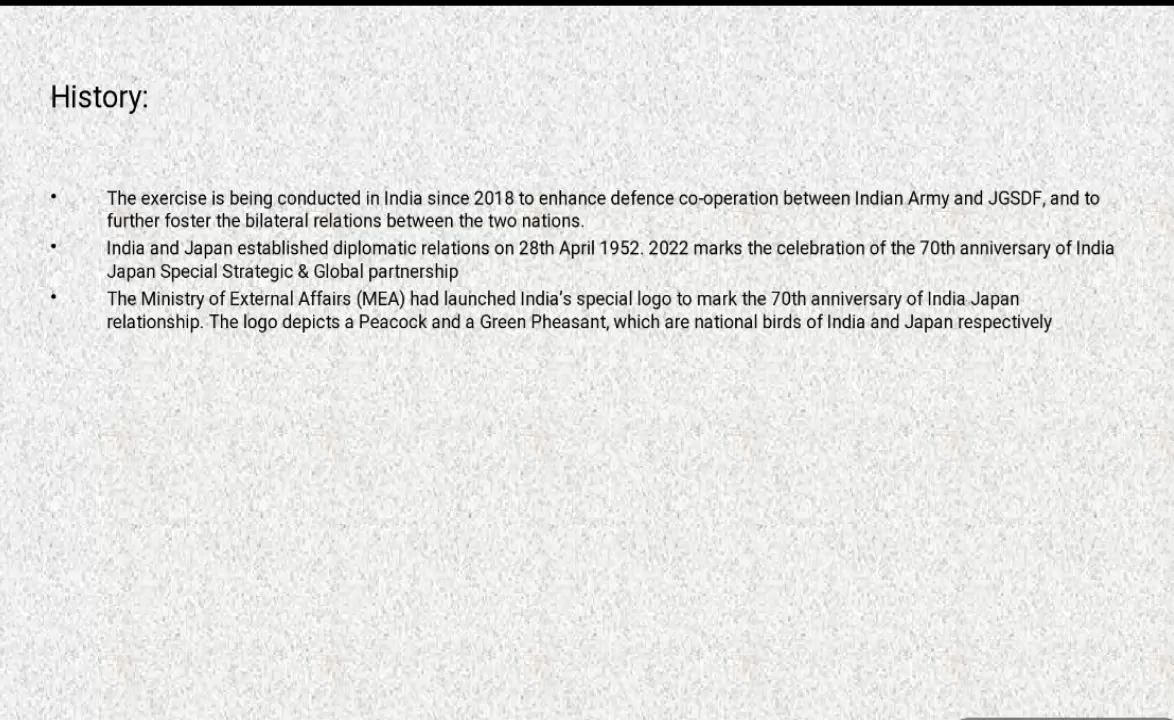 History:
• The exercise is being conducted in India since 2018 to enhance defence co-operation between Indian Army and JGSDF, and to
further foster the bilateral relations between the two nations.
• India and Japan established diplomatic relations on 28th April 1952. 2022 marks the celebration of the 70th anniversary of India
Japan Special Strategic & Global partnership
• The Ministry of External Affairs (MEA) had launched India's special logo to mark the 70th anniversary of India Japan
relationship. The logo depicts a Peacock and a Green Pheasant, which are national birds of India and Japan respectively